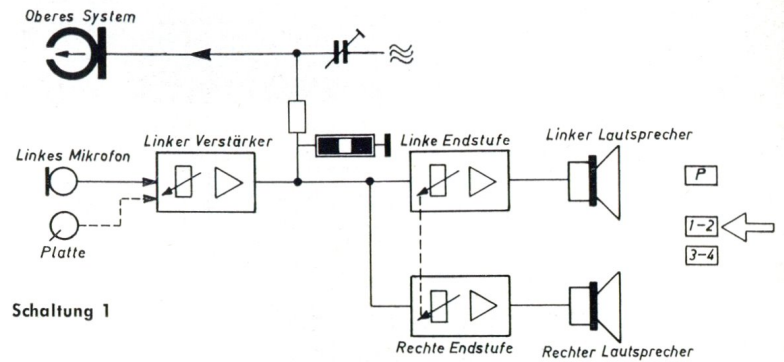 Oberes System
Linker Verstärker
Linke Endstufe
Linker Lautsprecher
Linkes Mikrofon
P
Platte
1-2
3-4
Schaltung 1
Rechte Endstufe
Rechter Lautsprecher